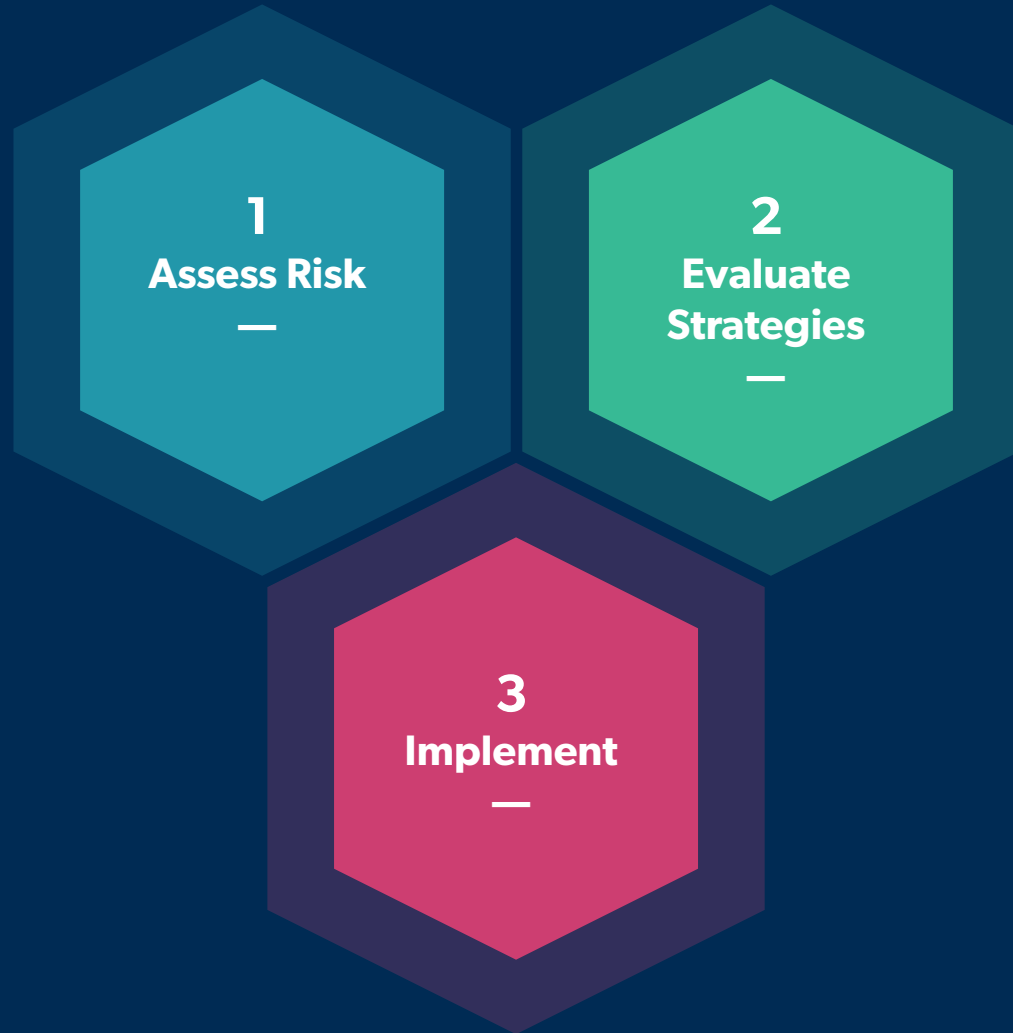 1
Assess Risk
—
2
Evaluate
Strategies
—
3
Implement
—